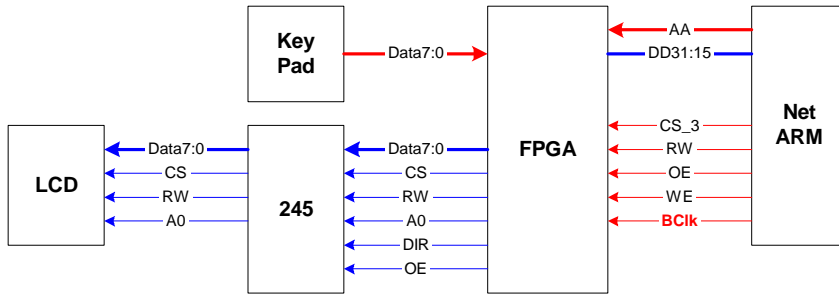 Key
Pad
Data7:0
FPGA
AA
DD31:15
Net
ARM
CS_3
RW
OE
WE
BClk
LCD
Data7:0
CS
RW
A0
245
Data7:0
CS
RW
A0
DIR
OE